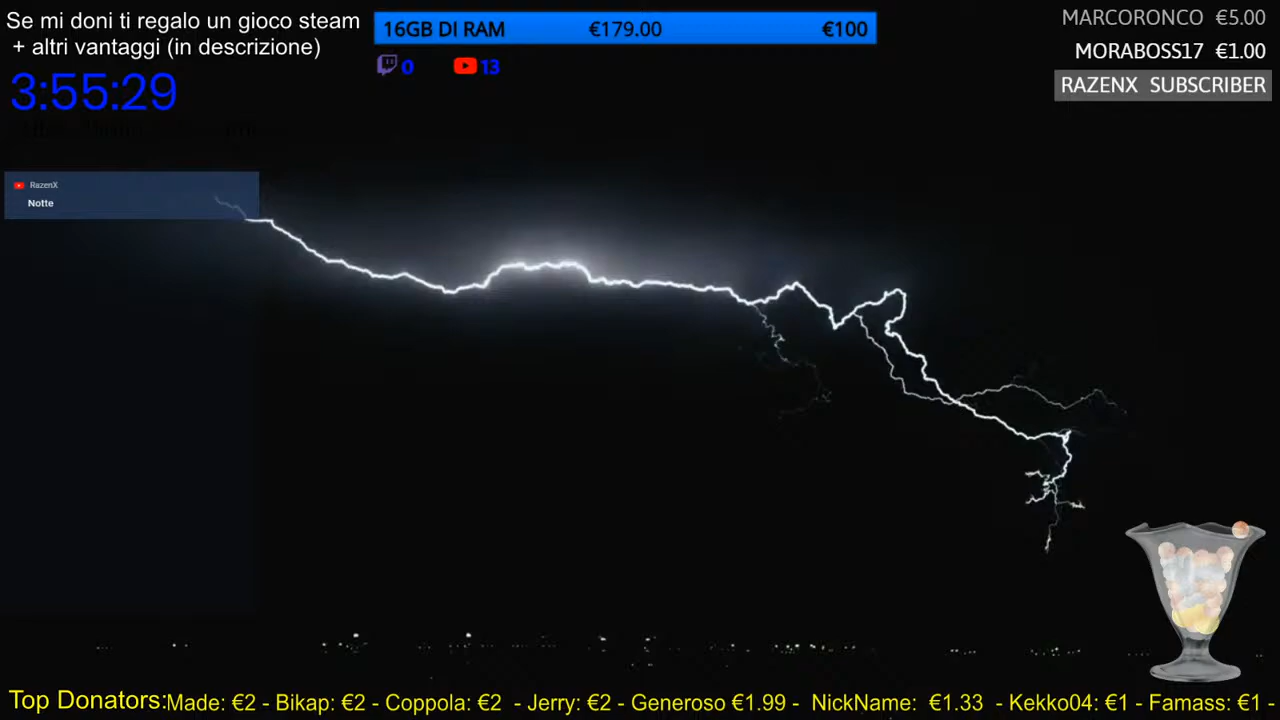 Se mi doni ti regalo un gioco steam
+ altri vantaggi (in descrizione)
3:55:29
16GB DI RAM €179.00 €100
0 13
MARCORONCO €5.00
MORABOSS17 €1.00
RAZENX SUBSCRIBER
RazenX
Notte
Top Donators:Made: €2 - Bikap: €2 - Coppola: €2 - Jerry: €2 - Generoso €1.99 - NickName: €1.33 - Kekko04: €1 - Famass: €1 -